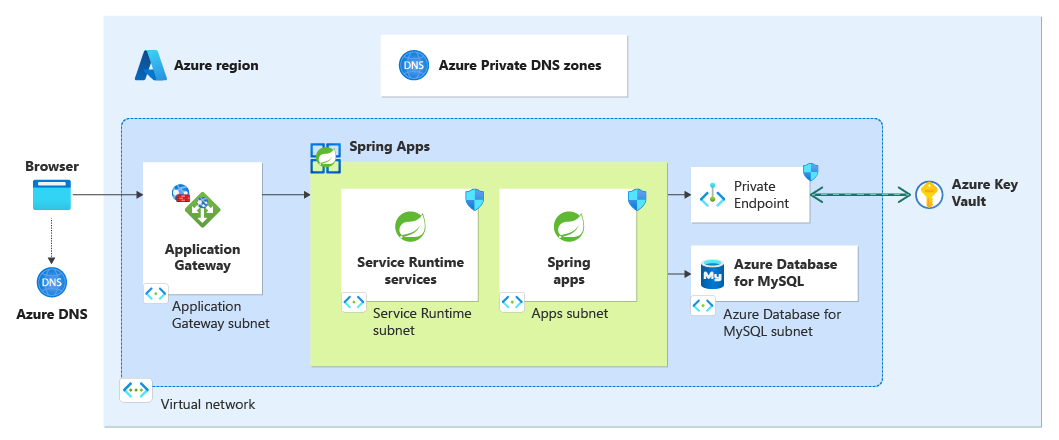 Azure region
DNS
Azure Private DNS zones
Browser
Spring Apps
Application
Gateway
Service Runtime
services
Spring
apps
Private
Endpoint
Azure Key
Vault
My
Azure Database
for MySQL
DNS
Azure DNS
Application
Gateway subnet
Service Runtime
subnet
Apps subnet
Azure Database for
MySQL subnet
Virtual network